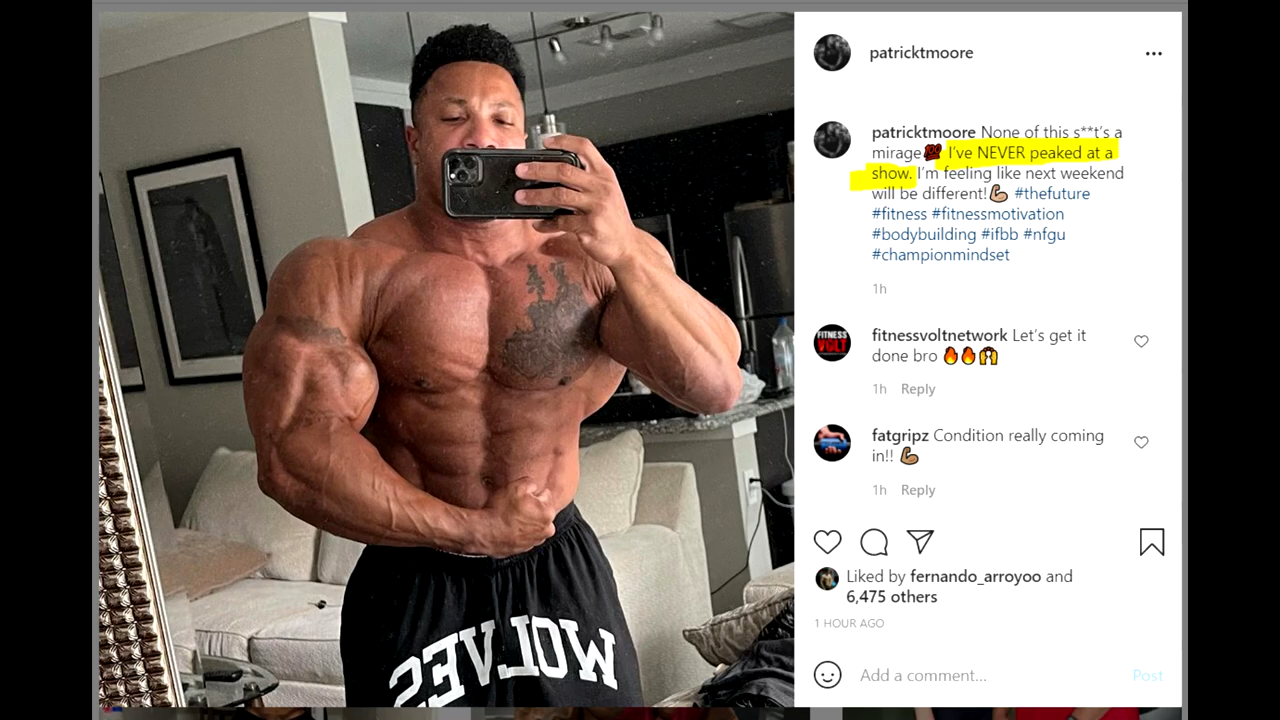 patricktmoore
patricktmoore None of this s**t's a
mirage💯 I've NEVER peaked at a
show. I'm feeling like next weekend
will be different!💪🏽 #thefuture
#fitness #fitnessmotivation
#bodybuilding #ifbb #nfgu
#championmindset
1h
FITNESS
VOLT
fitnessvoltnetwork Let's get it
done bro 🔥🔥🙌
1h Reply
fatgripz Condition really coming
in!! 💪🏽
1h Reply
Liked by fernando_arroyoo and
6,475 others
1 HOUR AGO
Add a comment... Post
WOLVES